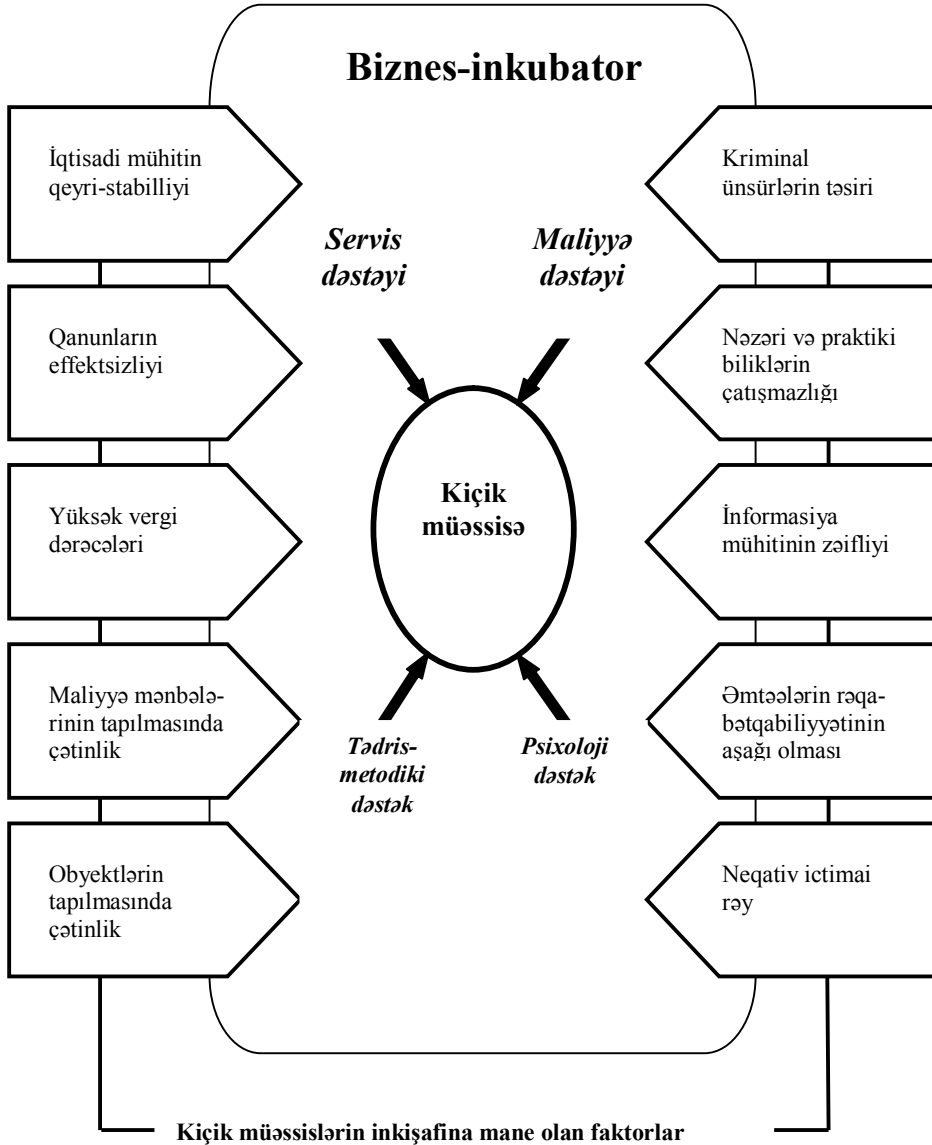 Biznes-inkubator
İqtisadi mühitin
qeyri-stabilliyi
Qanunların
effektsizliyi
Yüksək vergi
dərəcələri
Maliyyə mənbələ-
rinin tapılmasında
çətinlik
Obyektlərin
tapılmasında
çətinlik
Servis
dəstəyi
Maliyyə
dəstəyi
Kiçik
müəssisə
Tədris-
metodiki
dəstək
Psixoloji
dəstək
Kriminal
ünsürlərin təsiri
Nəzəri və praktiki
biliklərin
çatışmazlığı
İnformasiya
mühitinin zəifliyi
Əmtəələrin rəqa-
bətqabiliyyətinin
aşağı olması
Neqativ ictimai
rəy
Kiçik müəssislərin inkişafina mane olan faktorlar